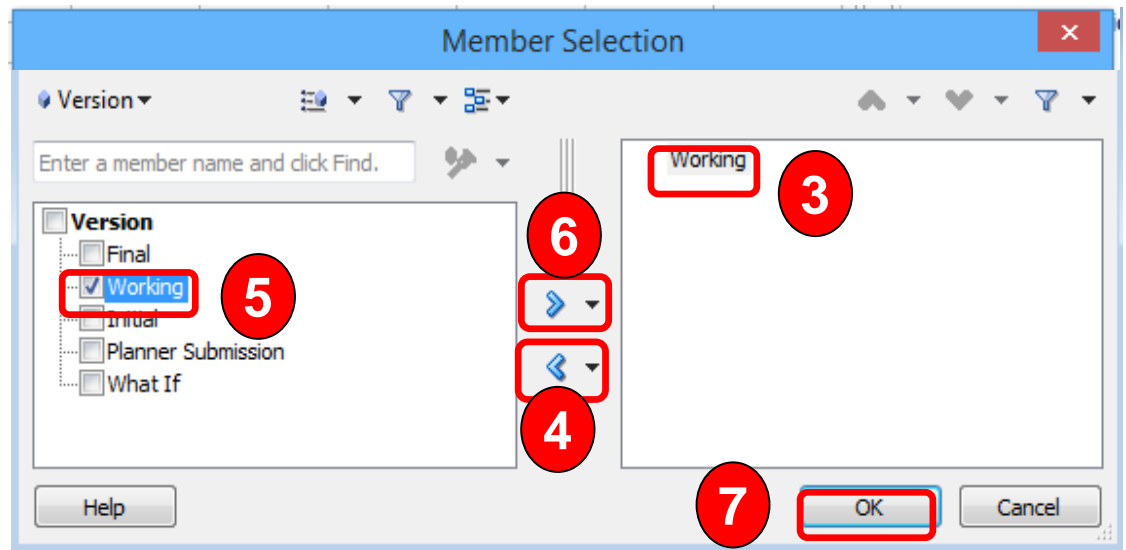 Member Selection
Version
Enter a member name and click Find.
Working
3
Version
6
Final
Working
5
Initial
Planner Submission
What If
4
Help
7
OK
Cancel